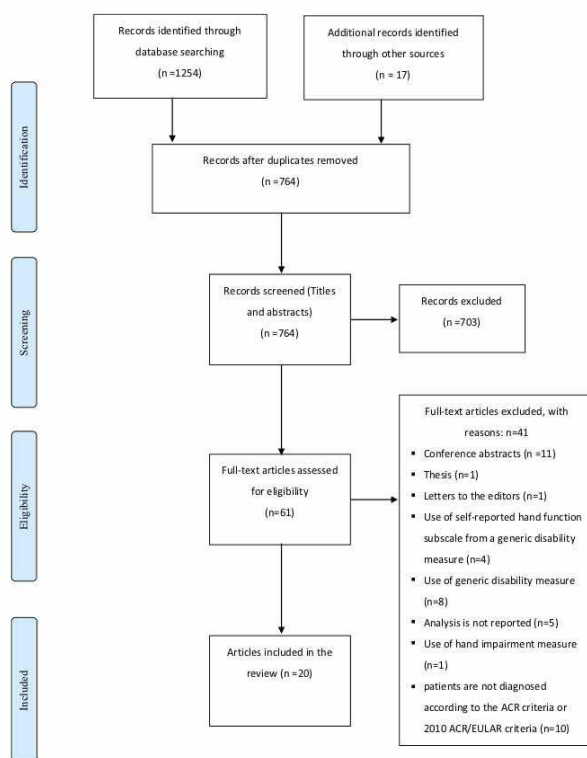 Records identified through
database searching
(n =1254)
Additional records identified
through other sources
(n = 17)
Identification
Records after duplicates removed
(n =764)
Screening
Records screened (Titles
and abstracts)
(n =764)
Records excluded
(n =703)
Eligibility
Full-text articles assessed
for eligibility
(n=61)
Full-text articles excluded, with
reasons: n=41
▪ Conference abstracts (n =11)
▪ Thesis(n=1)
▪ Letters to the editors(n=1)
▪ Use of self-reported hand function
subscale from a generic disability
measure (n=4)
▪ Use of generic disability measure
(n=8)
▪ Analysis is not reported (n=5)
▪ Use of hand impairment measure
(n=1)
▪ patients are not diagnosed
according to the ACR criteria or
2010 ACR/EULAR criteria (n=10)
Included
Articles included in the
review (n =20)